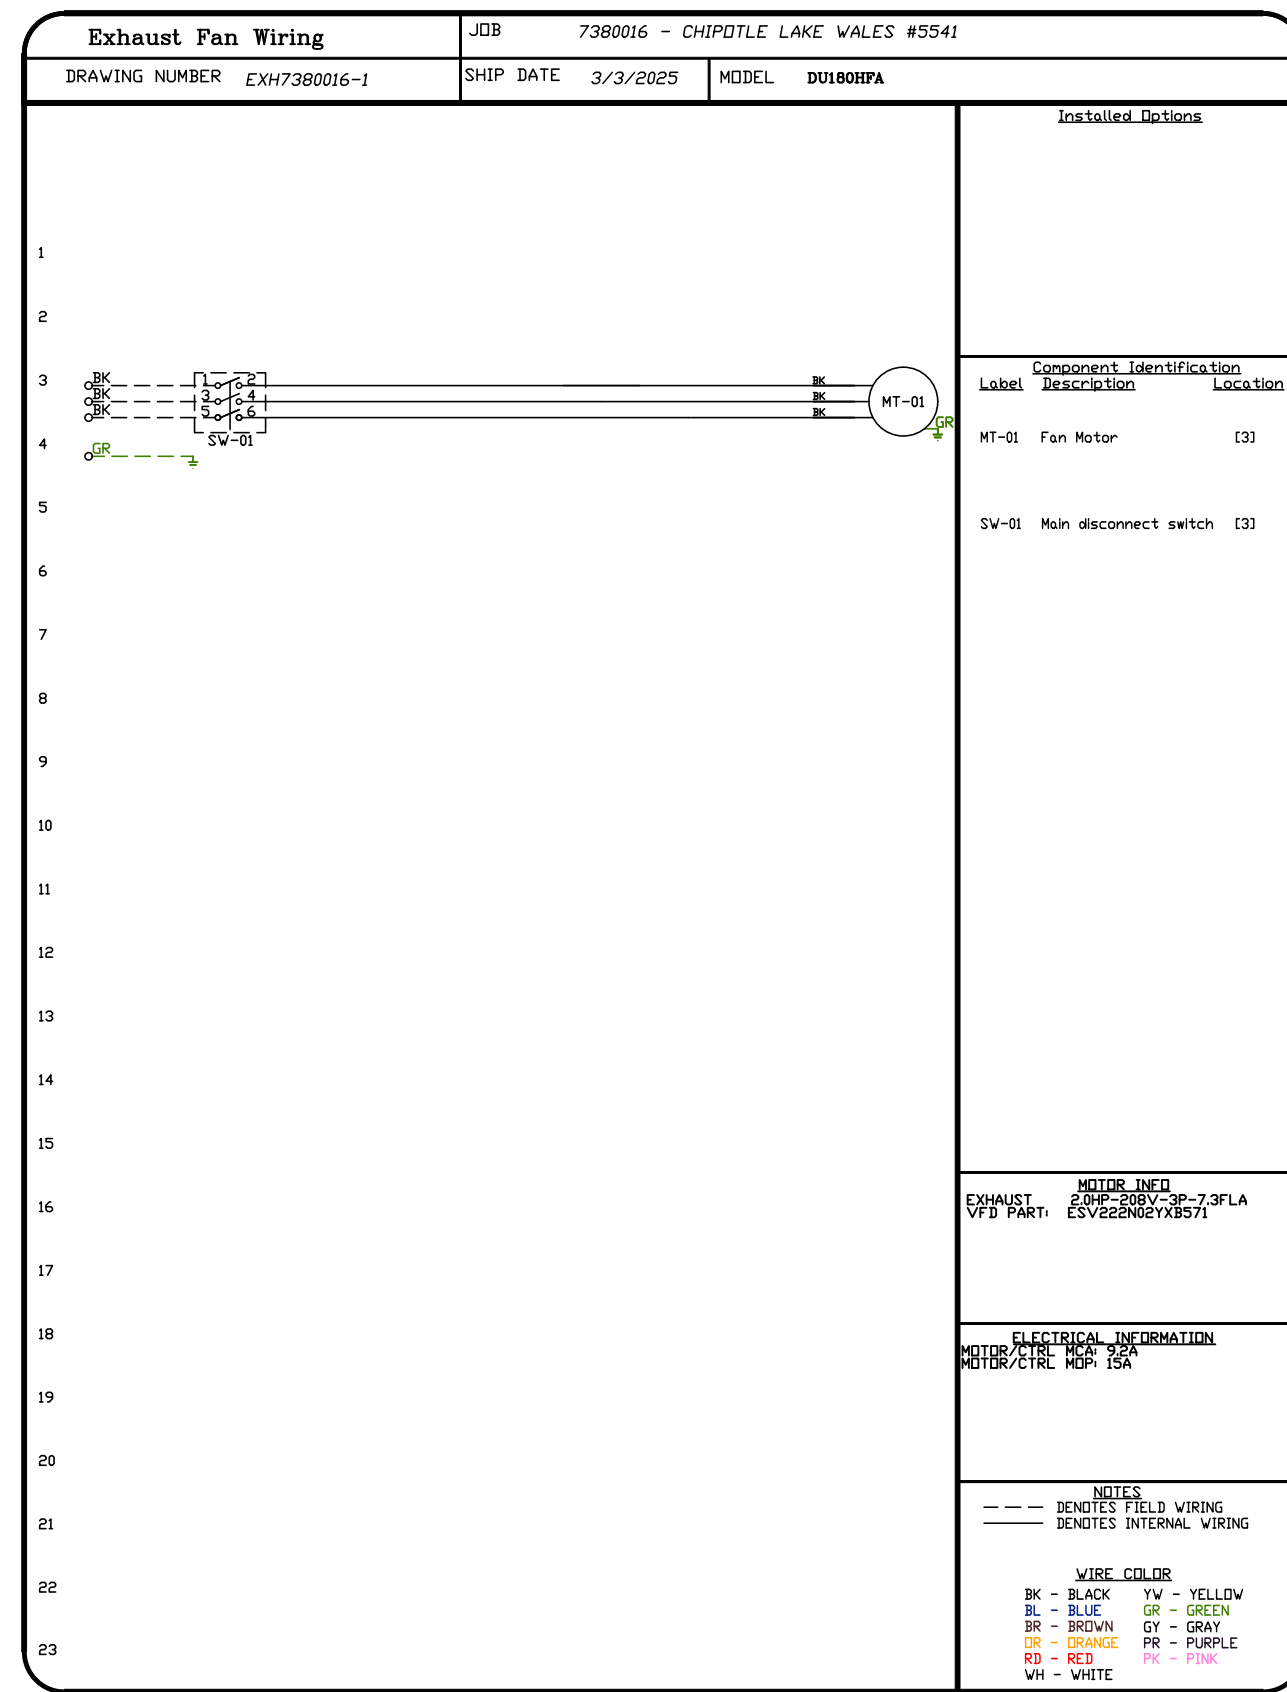 Exhaust Fan Wiring
JOB 7380016 - CHIPOTLE LAKE WALES #5541
DRAWING NUMBER EXH7380016-1
SHIP DATE 3/3/2025
MODEL DU180HFA
Installed Options
1
2
3
4
5
6
7
8
9
10
11
12
13
14
15
16
17
18
19
20
21
22
23
BK 1 2 BK
BK 3 4 BK
BK 5 6 BK
MT-01
GR
SW-01
GR
Component Identification
Label Description Location
MT-01 Fan Motor [3]
SW-01 Main disconnect switch [3]
MOTOR INFO
EXHAUST 2.0HP-208V-3P-7.3FLA
VFD PART: ESV222N02YXB571
ELECTRICAL INFORMATION
MOTOR/CTRL MCA: 9.2A
MOTOR/CTRL MOP: 15A
NOTES
DENOTES FIELD WIRING
DENOTES INTERNAL WIRING
WIRE COLOR
BK - BLACK YW - YELLOW
BL - BLUE GR - GREEN
BR - BROWN GY - GRAY
OR - ORANGE PR - PURPLE
RD - RED PK - PINK
WH - WHITE